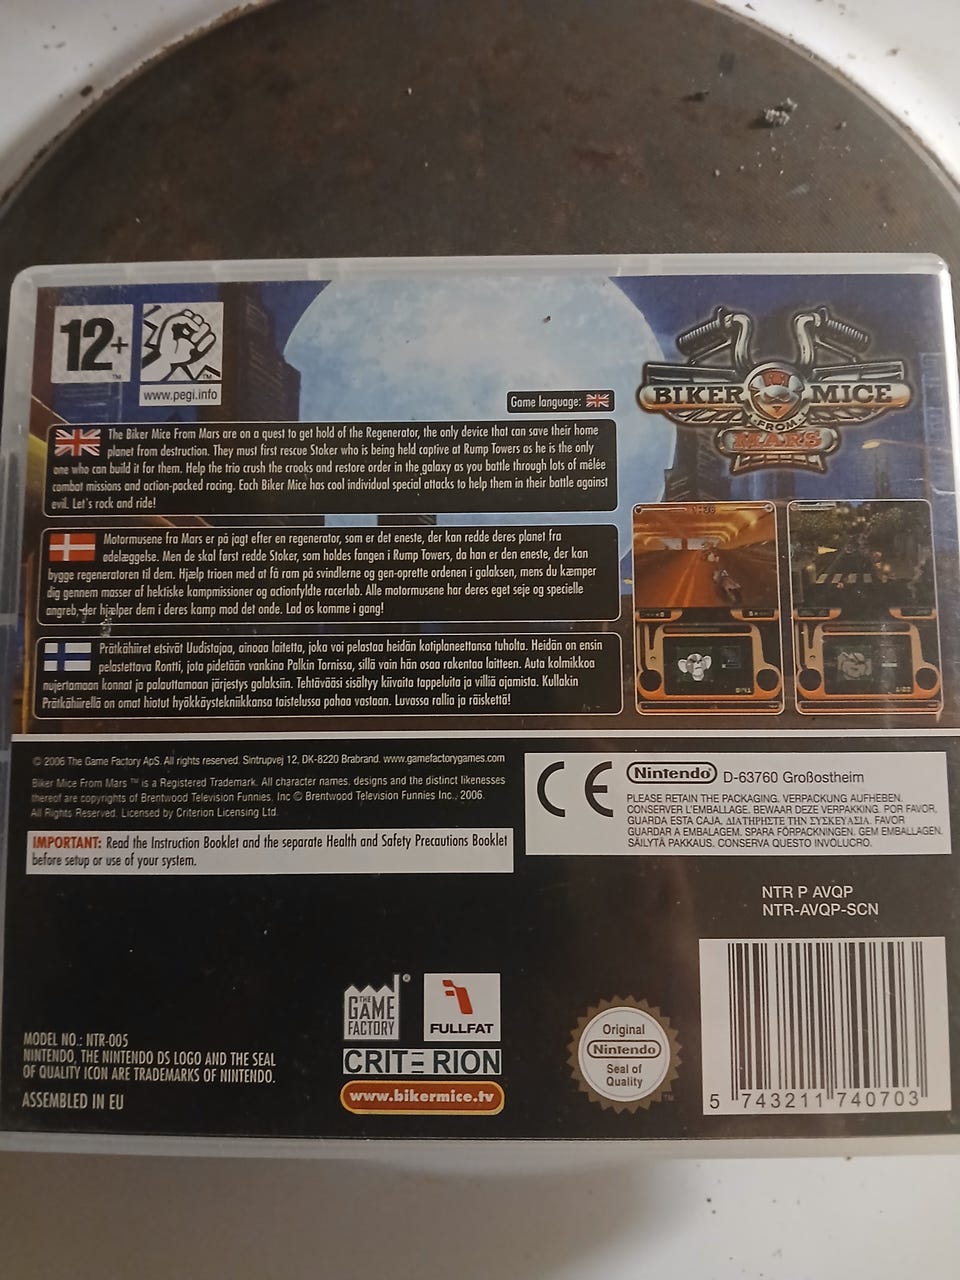 12+
TM
TM
www.pegi.info
Game language:
BIKER MICE
FROM
MARS
The Biker Mice From Mars are on a quest to get hold of the Regenerator, the only device that can save their home
planet from destruction. They must first rescue Stoker who is being held captive at Rump Towers as he is the only
one who can build it for them. Help the trio crush the crooks and restore order in the galaxy as you battle through lots of mêlée
combat missions and action-packed racing. Each Biker Mice has cool individual special attacks to help them in their battle against
evil. Let's rock and ride!
1:38
Motormusene fra Mars er på jagt efter en regenerator, som er det eneste, der kan redde deres planet fra
ødelæggelse. Men de skal først redde Stoker, som holdes fangen i Rump Towers, da han er den eneste, der kan
bygge regeneratoren til dem. Hjælp trioen med at få ram på svindlerne og gen-oprette ordenen i galaksen, mens du kæmper
dig gennem masser af hektiske kampmissioner og actionfyldte racerløb. Alle motormusene har deres eget seje og specielle
angreb, der hjælper dem i deres kamp mod det onde. Lad os komme i gang!
Prätkähiiret etsivät Uudistajaa, ainoaa laitetta, joka voi pelastaa heidän kotiplaneettansa tuholta. Heidän on ensin
pelastettava Rontti, jota pidetään vankina Palkin Tornissa, sillä vain hän osaa rakentaa laitteen. Auta kolmikkoa
nujertamaan konnat ja palauttamaan järjestys galaksiin. Tehtävääsi sisältyy kiivaita tappeluita ja villiä ajamista. Kullakin
Prätkähiirellä on omat hiotut hyökkäystekniikkansa taistelussa pahaa vastaan. Luvassa rallia ja räiskettä!
© 2006 The Game Factory ApS. All rights reserved. Sintrupvej 12, DK-8220 Brabrand. www.gamefactorygames.com
Biker Mice From Mars ™ is a Registered Trademark. All character names, designs and the distinct likenesses
thereof are copyrights of Brentwood Television Funnies, Inc © Brentwood Television Funnies Inc., 2006.
All Rights Reserved. Licensed by Criterion Licensing Ltd.
IMPORTANT: Read the Instruction Booklet and the separate Health and Safety Precautions Booklet
before setup or use of your system.
CE
Nintendo® D-63760 Großostheim
PLEASE RETAIN THE PACKAGING. VERPACKUNG AUFHEBEN.
CONSERVER L'EMBALLAGE. BEWAAR DEZE VERPAKKING. POR FAVOR,
GUARDA ESTA CAJA. ΔΙΑΤΗΡΗΣΤΕ ΤΗΝ ΣΥΣΚΕΥΑΣΙΑ. FAVOR
GUARDAR A EMBALAGEM. SPARA FÖRPACKNINGEN. GEM EMBALLAGEN.
SÄILYTÄ PAKKAUS. CONSERVA QUESTO INVOLUCRO.
NTR P AVQP
NTR-AVQP-SCN
MODEL NO.: NTR-005
NINTENDO, THE NINTENDO DS LOGO AND THE SEAL
OF QUALITY ICON ARE TRADEMARKS OF NINTENDO.
ASSEMBLED IN EU
THE
GAME
FACTORY
®
FULLFAT
CRITERION
www.bikermice.tv
Original
Nintendo®
Seal of
Quality
TM
5 743211 740703